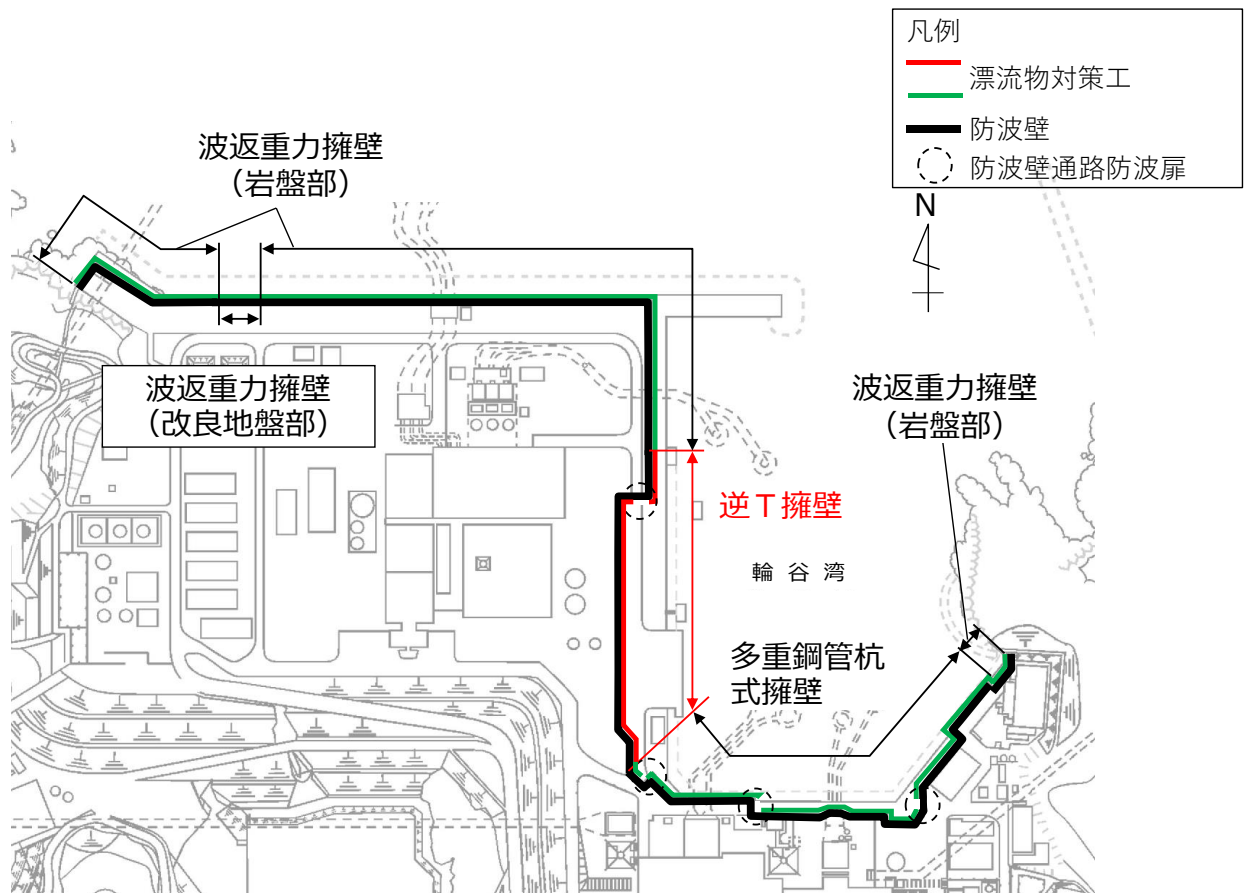 凡例
漂流物対策工
防波壁
防波壁通路防波扉
N
波返重力擁壁
（岩盤部）
波返重力擁壁
（改良地盤部）
波返重力擁壁
（岩盤部）
逆Ｔ擁壁
輪谷湾
多重鋼管杭
式擁壁